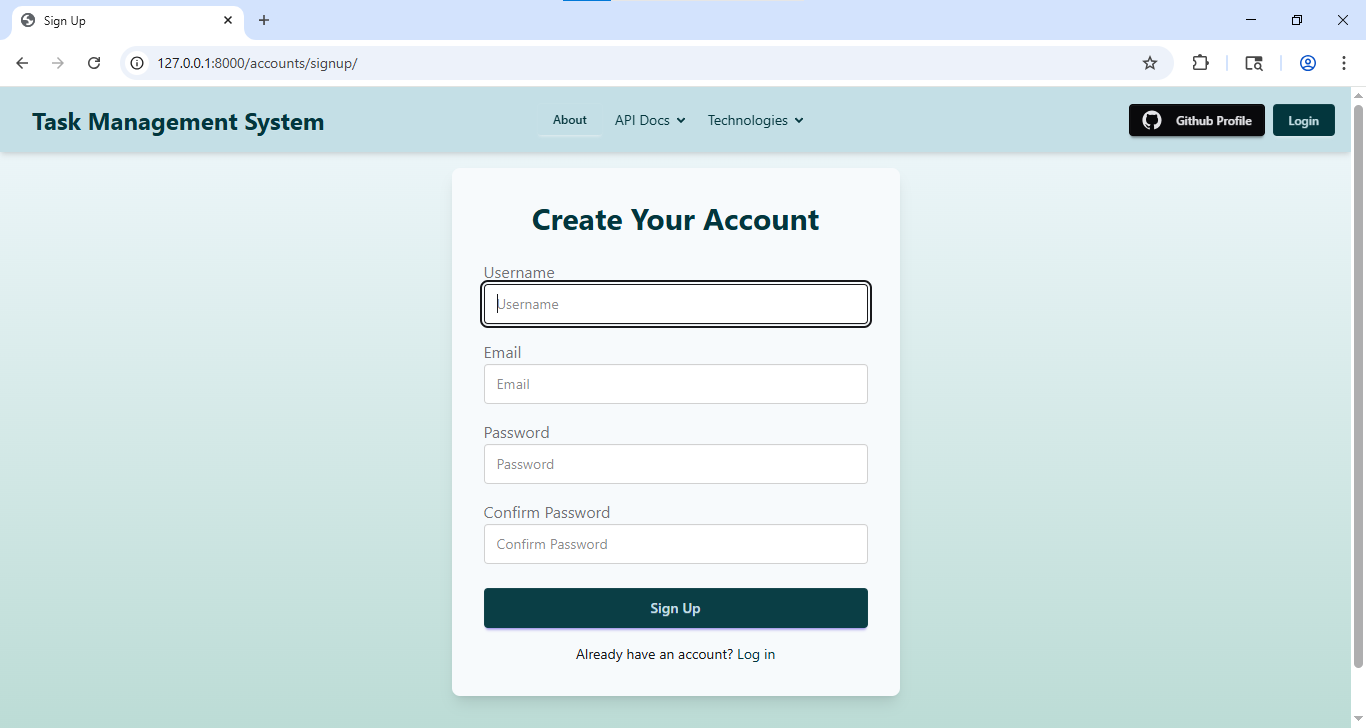 Sign Up
127.0.0.1:8000/accounts/signup/
Task Management System
About
API Docs
Technologies
Github Profile
Login
Create Your Account
Username
Username
Email
Email
Password
Password
Confirm Password
Confirm Password
Sign Up
Already have an account? Log in